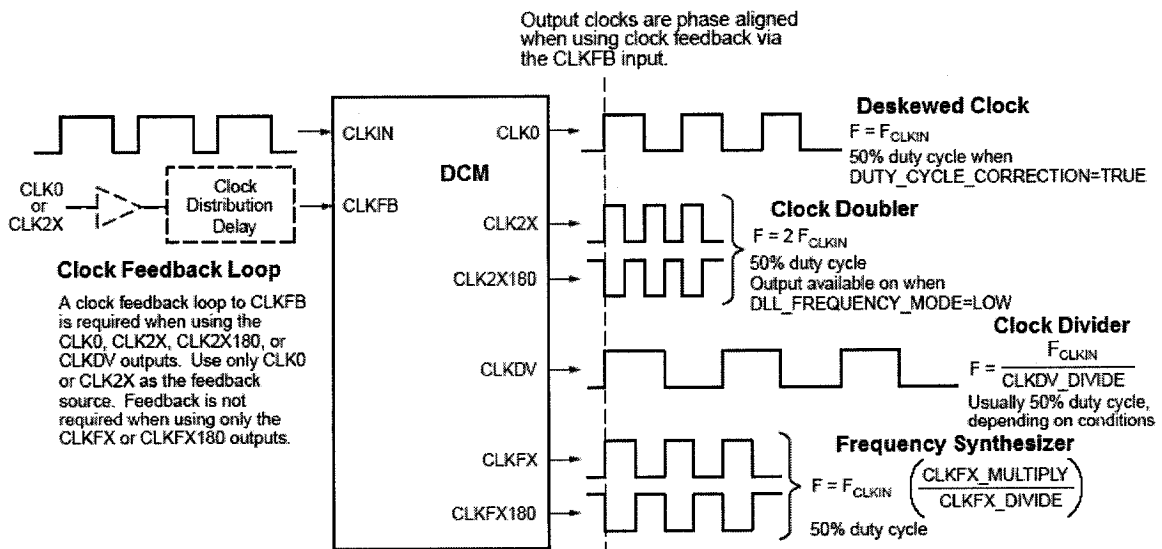 Output clocks are phase aligned
when using clock feedback via
the CLKFB input.
CLKIN
CLK0
DCM
CLKFB
CLK2X
CLK2X180
CLKDV
CLKFX
CLKFX180
CLK0
or
CLK2X
Clock
Distribution
Delay
Clock Feedback Loop
A clock feedback loop to CLKFB
is required when using the
CLK0, CLK2X, CLK2X180, or
CLKDV outputs. Use only CLK0
or CLK2X as the feedback
source. Feedback is not
required when using only the
CLKFX or CLKFX180 outputs.
Deskewed Clock
F = FCLKIN
50% duty cycle when
DUTY_CYCLE_CORRECTION=TRUE
Clock Doubler
F = 2 FCLKIN
50% duty cycle
Output available on when
DLL_FREQUENCY_MODE=LOW
Clock Divider
F = FCLKIN
CLKDV_DIVIDE
Usually 50% duty cycle,
depending on conditions
Frequency Synthesizer
F = FCLKIN (CLKFX_MULTIPLY
CLKFX_DIVIDE)
50% duty cycle